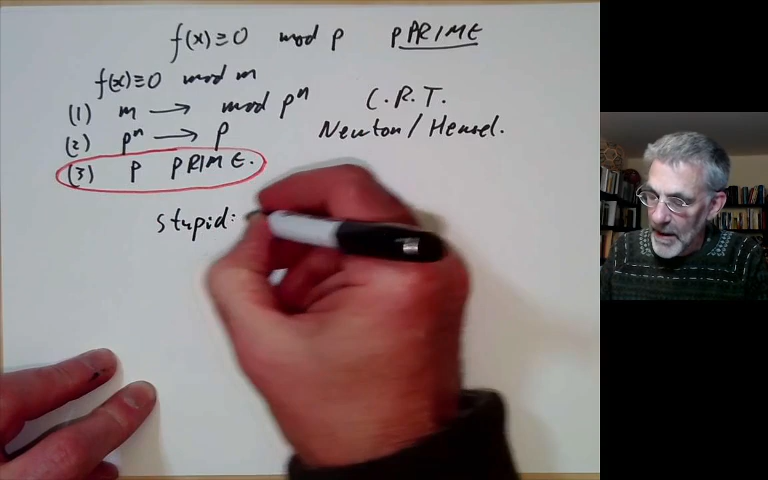 f(x) ≡ 0 mod p p PRIME
f(x) ≡ 0 mod m
(1) m → mod pⁿ C.R.T.
(2) pⁿ → p Newton/Hensel.
(3) p PRIME.
Stupid: